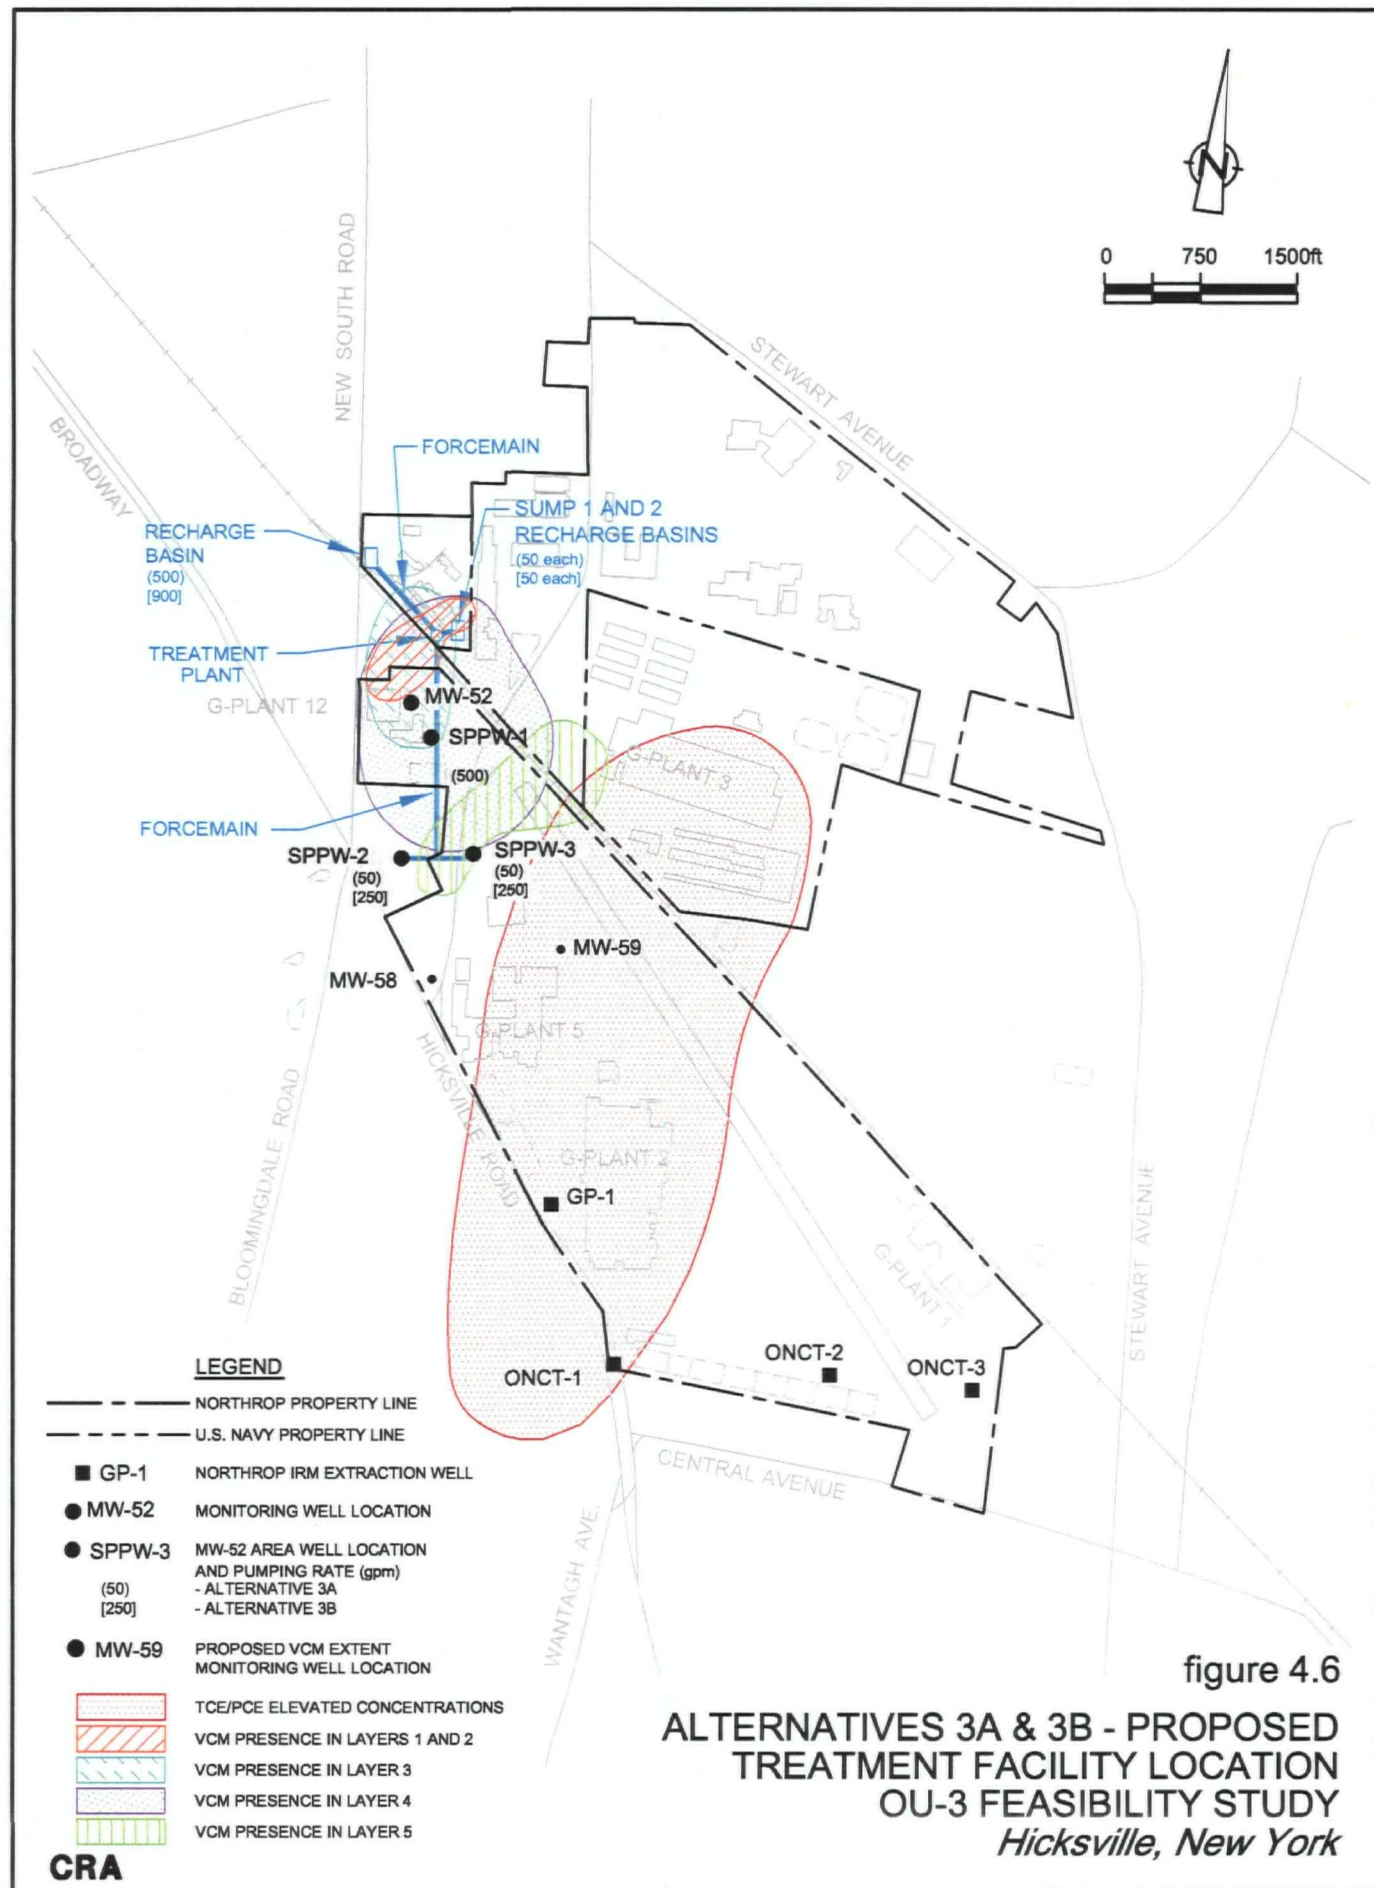 N
0 750 1500ft
NEW SOUTH ROAD
STEWART AVENUE
BROADWAY
FORCEMAIN
SUMP 1 AND 2
RECHARGE BASINS
(50 each)
[50 each]
RECHARGE
BASIN
(500)
[900]
TREATMENT
PLANT
G-PLANT 12
MW-52
SPPW-1
(500)
G-PLANT 3
FORCEMAIN
SPPW-2
(50)
[250]
SPPW-3
(50)
[250]
MW-59
MW-58
G-PLANT 5
HICKSVILLE ROAD
BLOOMINGDALE ROAD
G-PLANT 2
GP-1
STEWART AVENUE
G-PLANT 1
ONCT-1
ONCT-2
ONCT-3
CENTRAL AVENUE
WANTAGH AVE.
LEGEND
NORTHROP PROPERTY LINE
U.S. NAVY PROPERTY LINE
GP-1 NORTHROP IRM EXTRACTION WELL
MW-52 MONITORING WELL LOCATION
SPPW-3 MW-52 AREA WELL LOCATION
AND PUMPING RATE (gpm)
(50) - ALTERNATIVE 3A
[250] - ALTERNATIVE 3B
MW-59 PROPOSED VCM EXTENT
MONITORING WELL LOCATION
TCE/PCE ELEVATED CONCENTRATIONS
VCM PRESENCE IN LAYERS 1 AND 2
VCM PRESENCE IN LAYER 3
VCM PRESENCE IN LAYER 4
VCM PRESENCE IN LAYER 5
CRA
figure 4.6
ALTERNATIVES 3A & 3B - PROPOSED
TREATMENT FACILITY LOCATION
OU-3 FEASIBILITY STUDY
Hicksville, New York